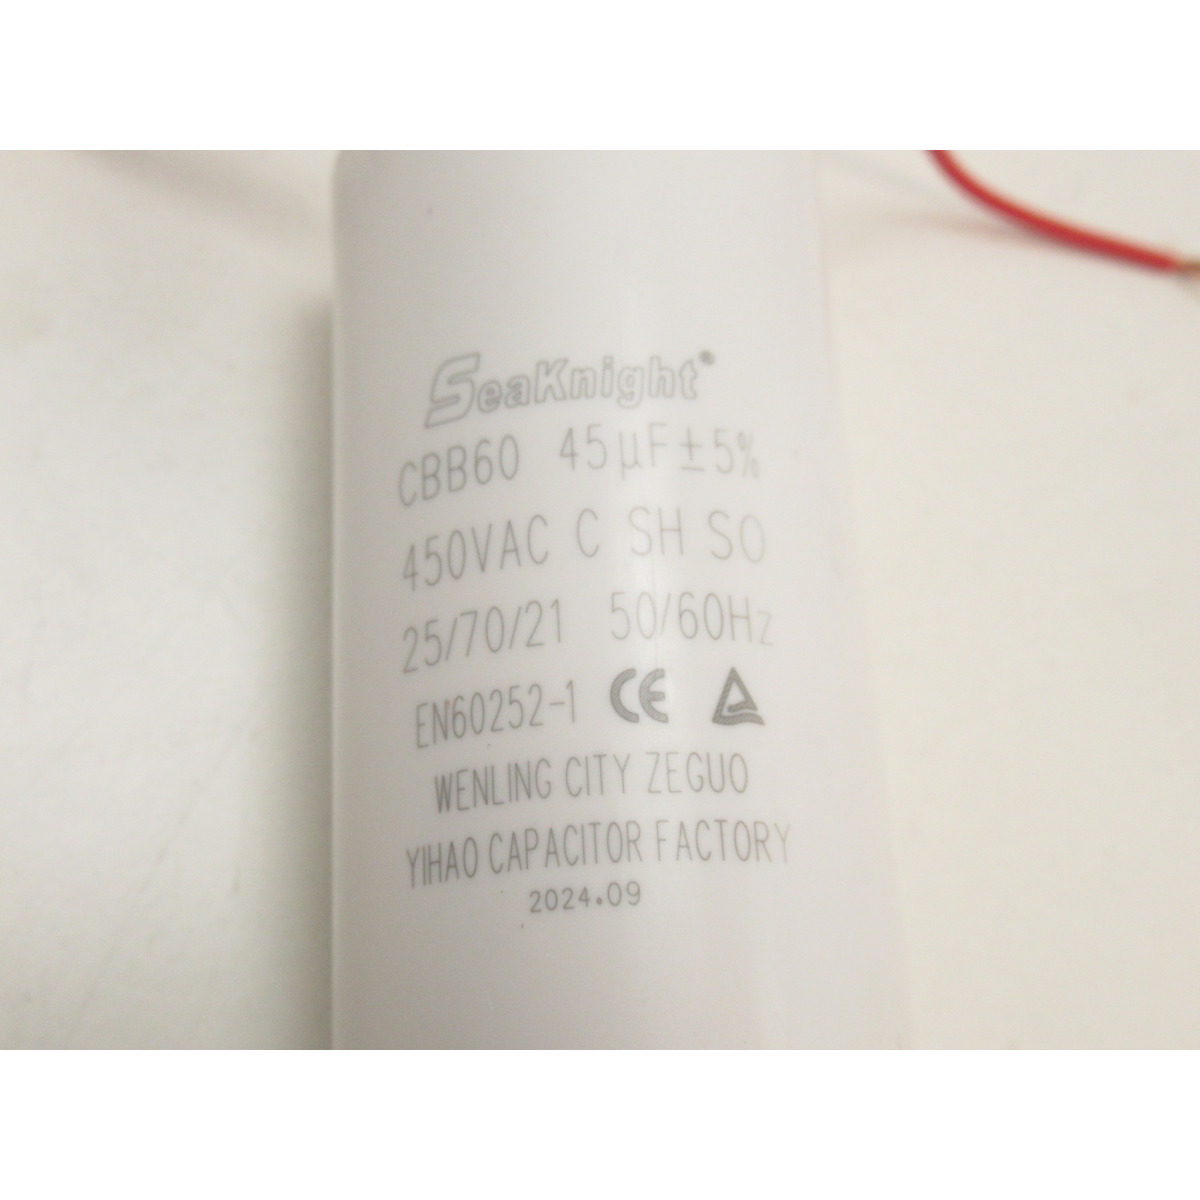 SeaKnight®
CBB60 45μF±5%
450VAC C SH S0
25/70/21 50/60Hz
EN60252-1 CE
WENLING CITY ZEGUO
YIHAO CAPACITOR FACTORY
2024.09